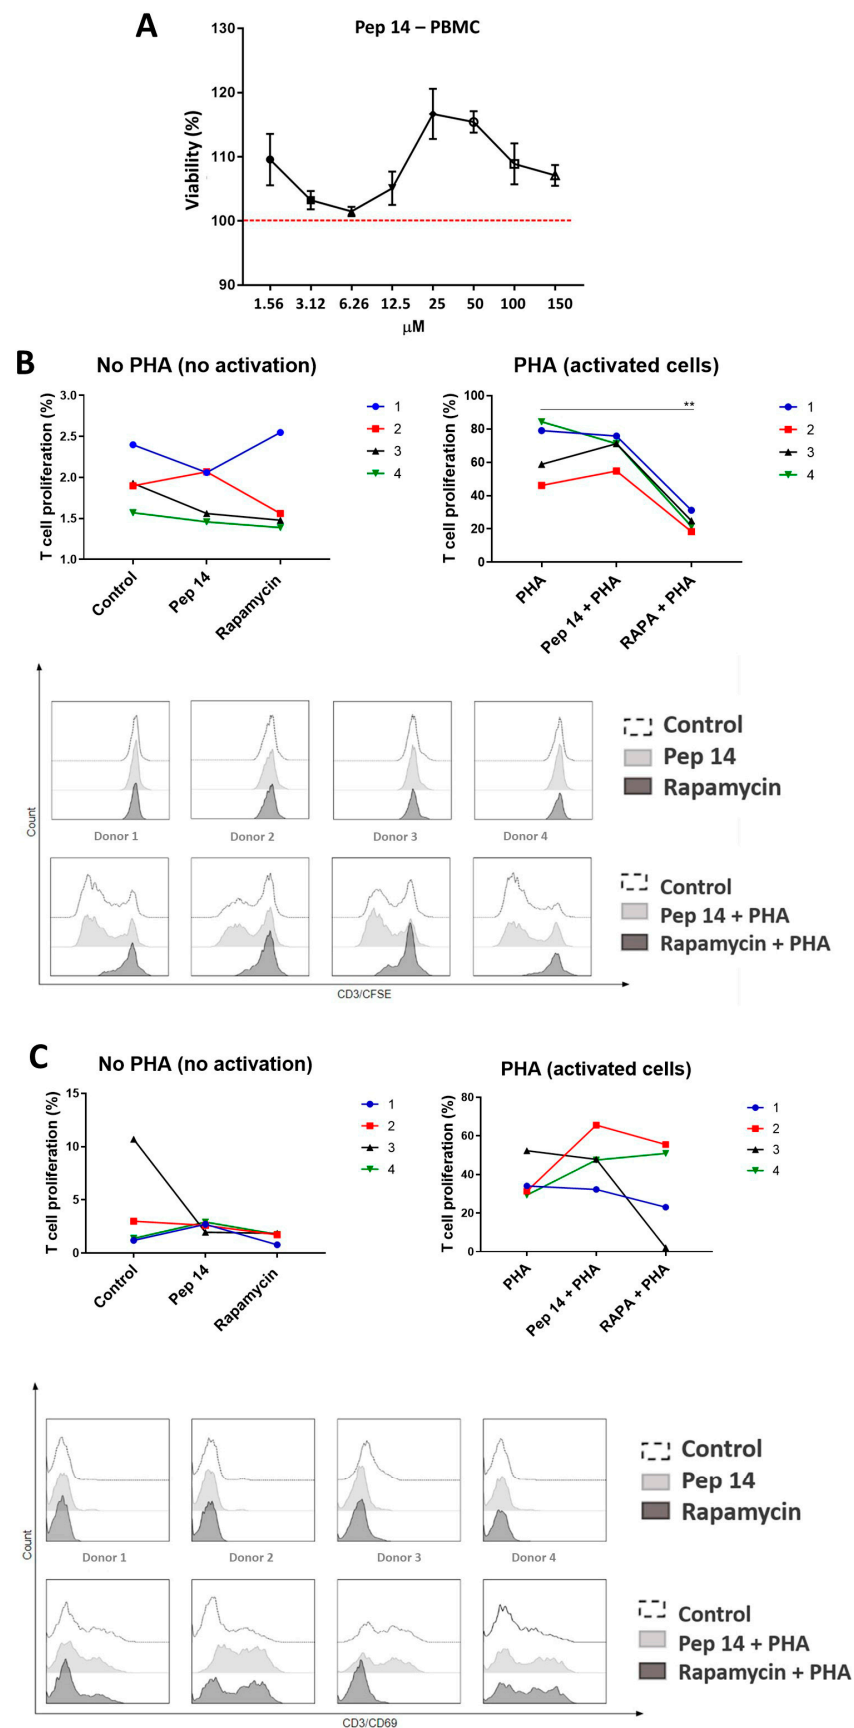 A
Pep 14 – PBMC
130
120
110
100
90
Viability (%)
1.56 3.12 6.26 12.5 25 50 100 150
µM
B
No PHA (no activation)
T cell proliferation (%)
3.0
2.5
2.0
1.5
1.0
Control
Pep 14
Rapamycin
1
2
3
4
PHA (activated cells)
T cell proliferation (%)
100
80
60
40
20
0
**
PHA
Pep 14 + PHA
RAPA + PHA
1
2
3
4
Count
Control
Pep 14
Rapamycin
Donor 1 Donor 2 Donor 3 Donor 4
Control
Pep 14 + PHA
Rapamycin + PHA
CD3/CFSE
C
No PHA (no activation)
T cell proliferation (%)
15
10
5
0
Control
Pep 14
Rapamycin
1
2
3
4
PHA (activated cells)
T cell proliferation (%)
80
60
40
20
0
PHA
Pep 14 + PHA
RAPA + PHA
1
2
3
4
Count
Control
Pep 14
Rapamycin
Donor 1 Donor 2 Donor 3 Donor 4
Control
Pep 14 + PHA
Rapamycin + PHA
CD3/CD69